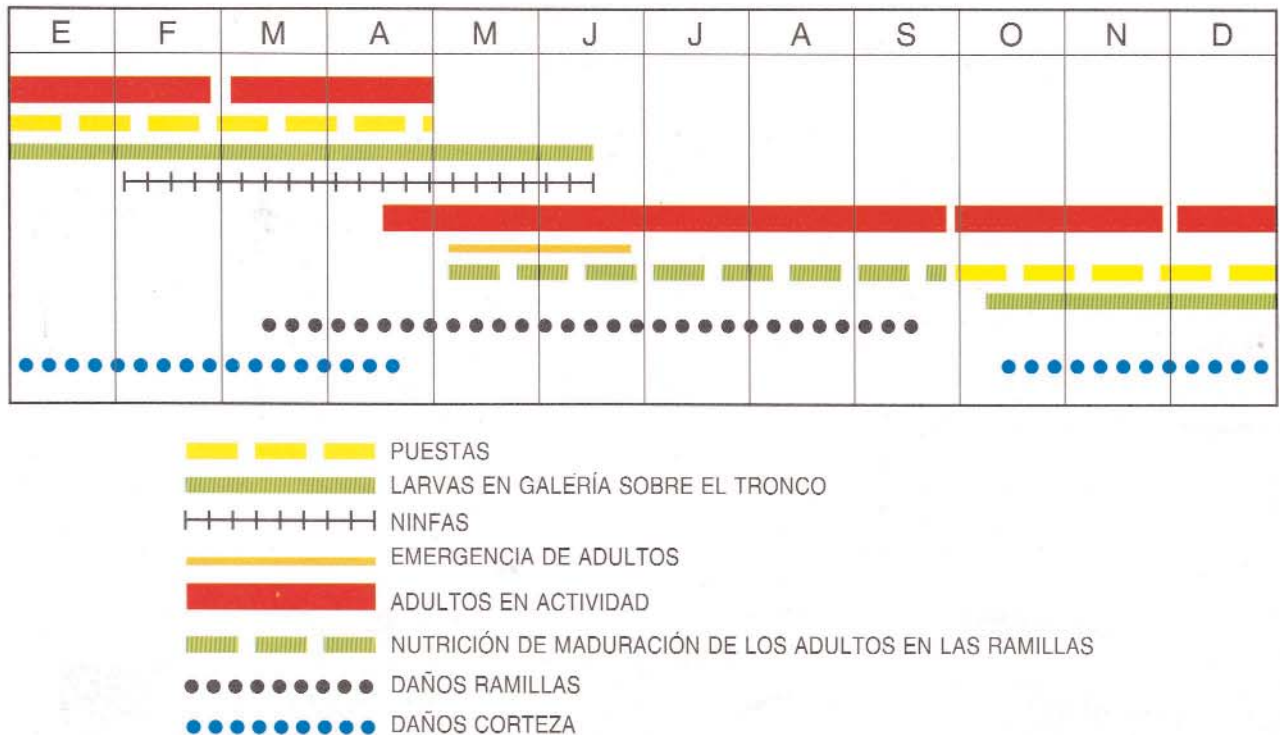 E F M A M J J A S O N D
PUESTAS
LARVAS EN GALERÍA SOBRE EL TRONCO
NINFAS
EMERGENCIA DE ADULTOS
ADULTOS EN ACTIVIDAD
NUTRICIÓN DE MADURACIÓN DE LOS ADULTOS EN LAS RAMILLAS
DAÑOS RAMILLAS
DAÑOS CORTEZA